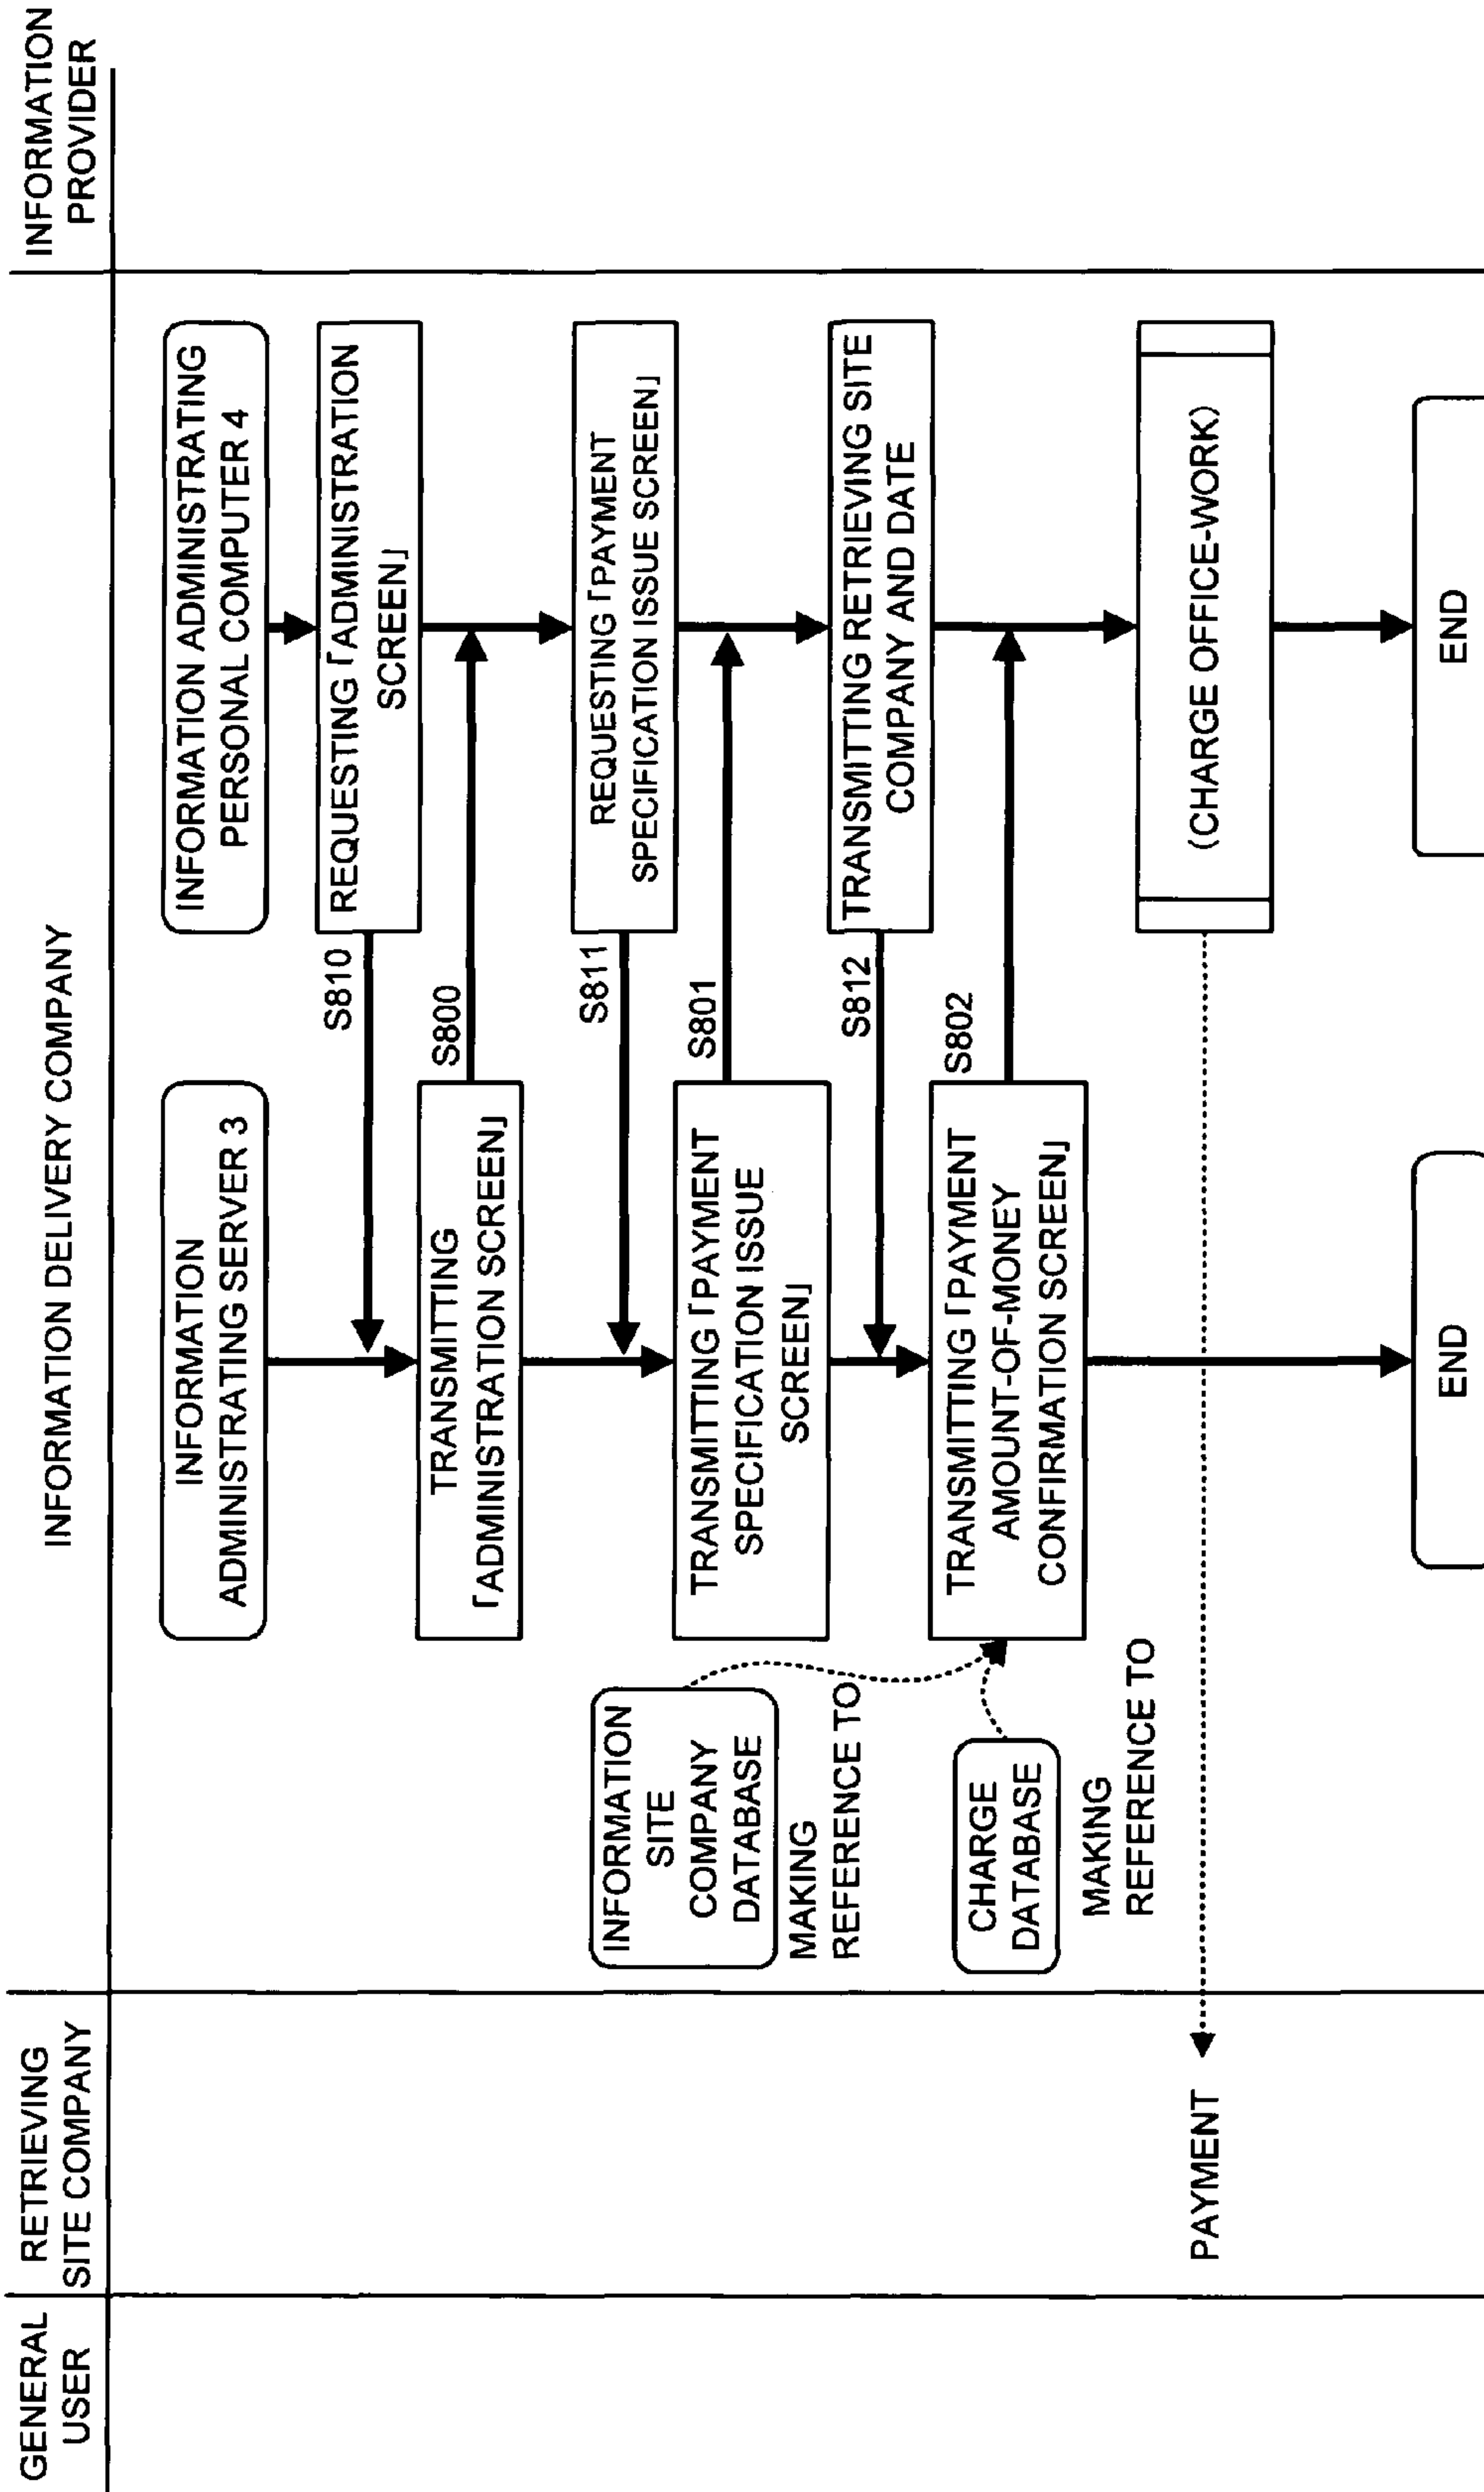 GENERAL
USER
RETRIEVING
SITE COMPANY
INFORMATION DELIVERY COMPANY
INFORMATION
PROVIDER
INFORMATION
ADMINISTRATING SERVER 3
INFORMATION ADMINISTRATING
PERSONAL COMPUTER 4
S810
REQUESTING「ADMINISTRATION
SCREEN」
TRANSMITTING
「ADMINISTRATION SCREEN」
S800
S811
REQUESTING「PAYMENT
SPECIFICATION ISSUE SCREEN」
INFORMATION
SITE
COMPANY
DATABASE
MAKING
REFERENCE TO
TRANSMITTING「PAYMENT
SPECIFICATION ISSUE
SCREEN」
S801
S812
TRANSMITTING RETRIEVING SITE
COMPANY AND DATE
CHARGE
DATABASE
MAKING
REFERENCE TO
TRANSMITTING「PAYMENT
AMOUNT-OF-MONEY
CONFIRMATION SCREEN」
S802
PAYMENT
(CHARGE OFFICE-WORK)
END
END